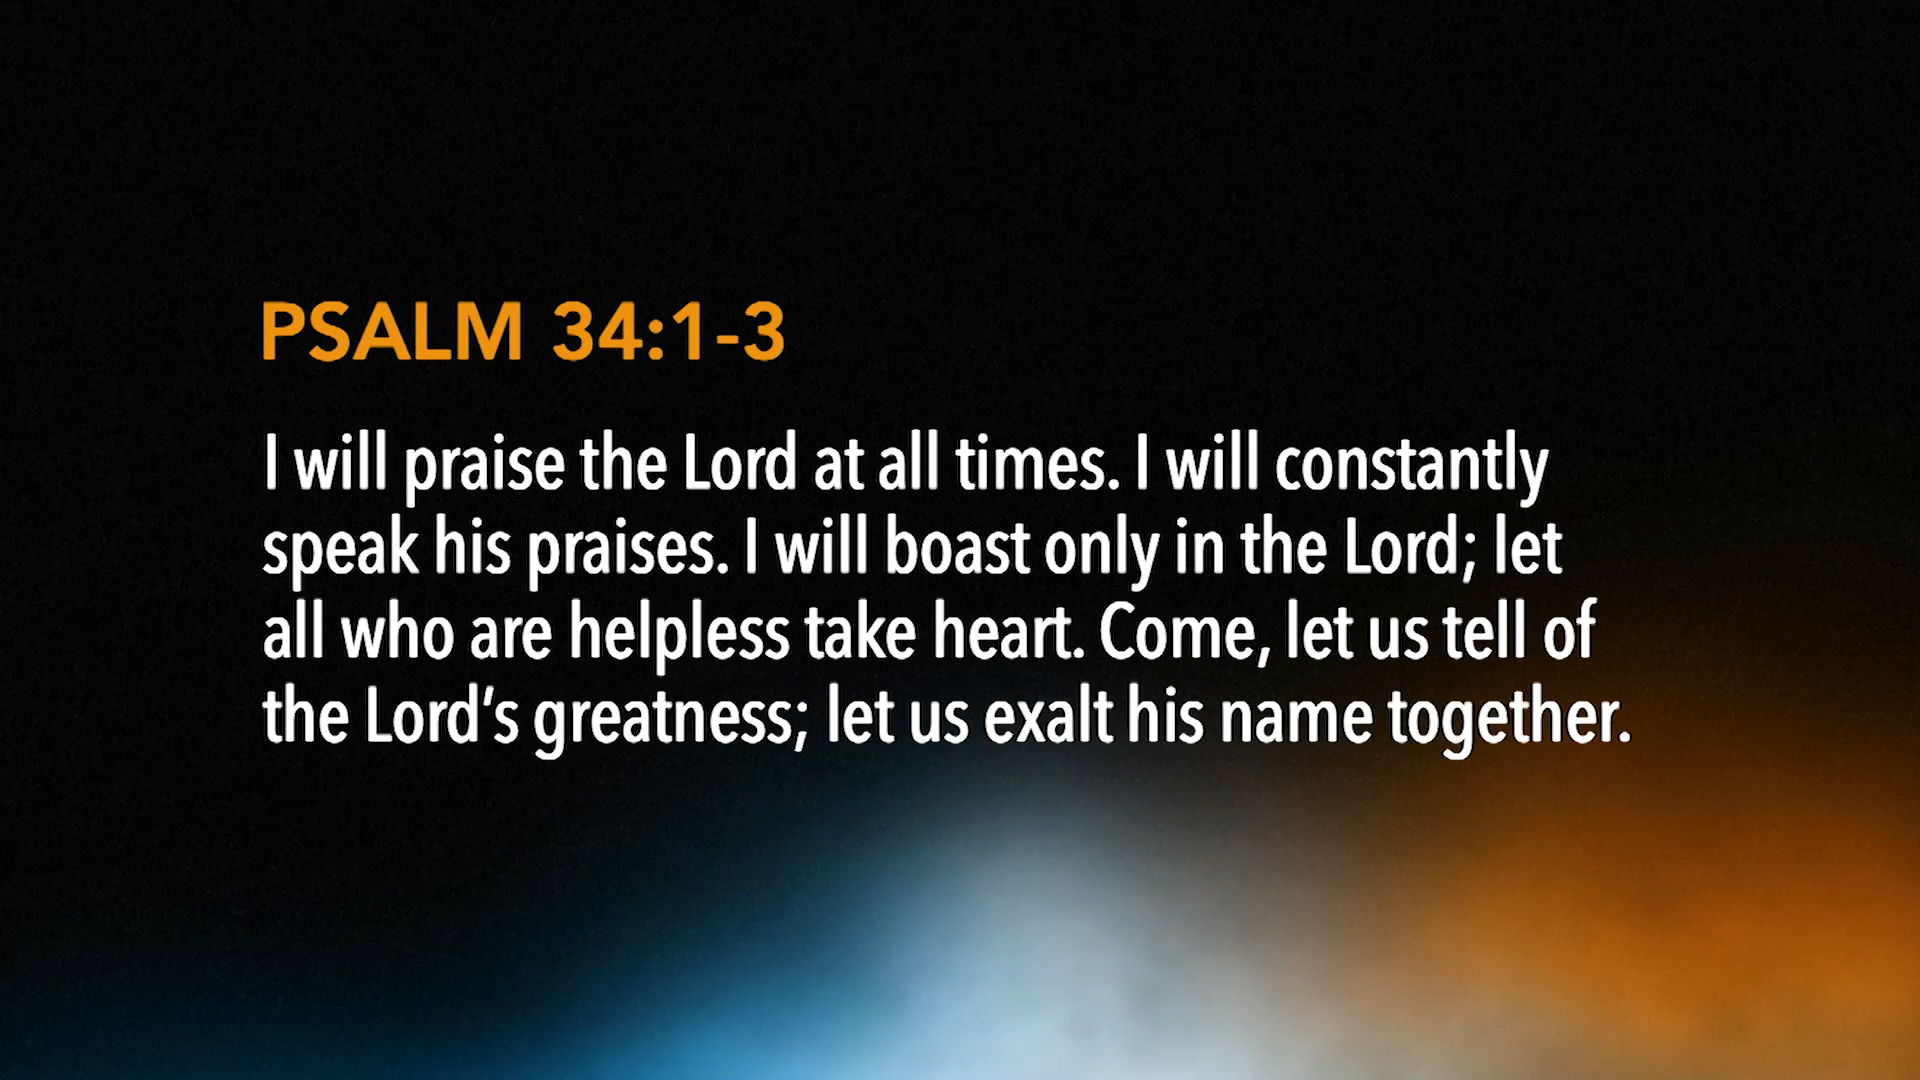 PSALM 34:1-3
I will praise the Lord at all times. I will constantly
speak his praises. I will boast only in the Lord; let
all who are helpless take heart. Come, let us tell of
the Lord’s greatness; let us exalt his name together.